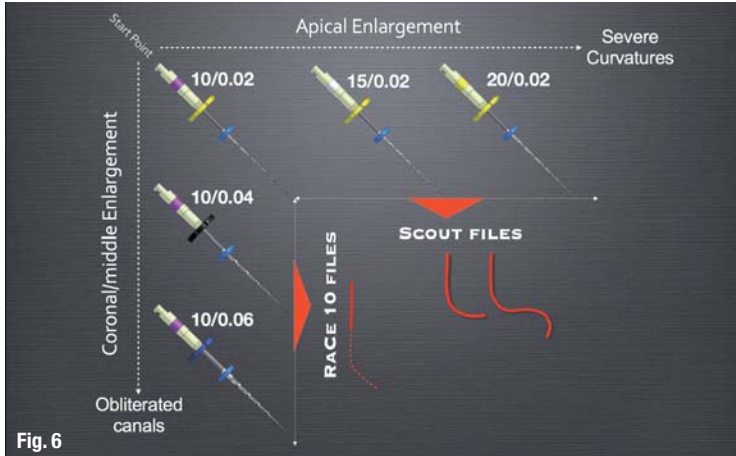 Start Point
Apical Enlargement
Severe
Curvatures
10/0.02
15/0.02
20/0.02
Coronal/middle Enlargement
10/0.04
10/0.06
RaCe 10 files
Scout files
Obliterated
canals
Fig. 6